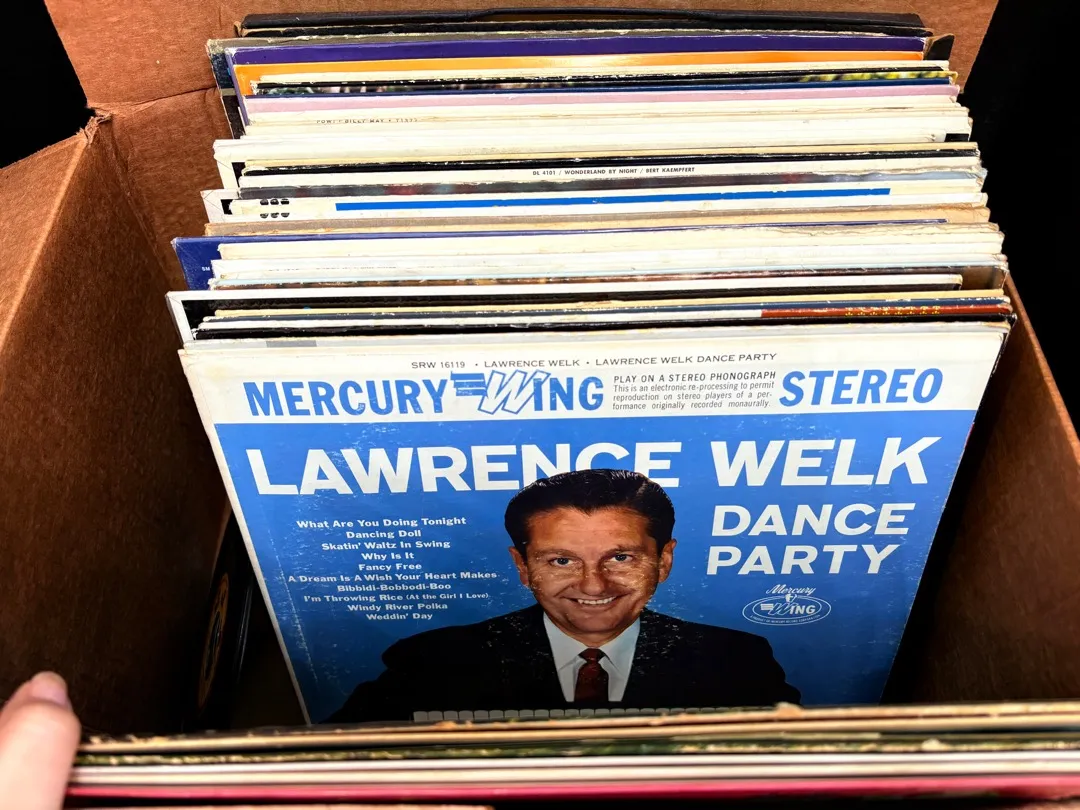 DL 4101 / WONDERLAND BY NIGHT / BERT KAEMPFERT
SRW 16119 • LAWRENCE WELK • LAWRENCE WELK DANCE PARTY
MERCURY WING
PLAY ON A STEREO PHONOGRAPH
This is an electronic re-processing to permit
reproduction on stereo players of a per-
formance originally recorded monaurally.
STEREO
LAWRENCE WELK
DANCE
PARTY
What Are You Doing Tonight
Dancing Doll
Skatin' Waltz In Swing
Why Is It
Fancy Free
A Dream Is A Wish Your Heart Makes
Bibbidi-Bobbodi-Boo
I'm Throwing Rice (At the Girl I Love)
Windy River Polka
Weddin' Day
Mercury
WING